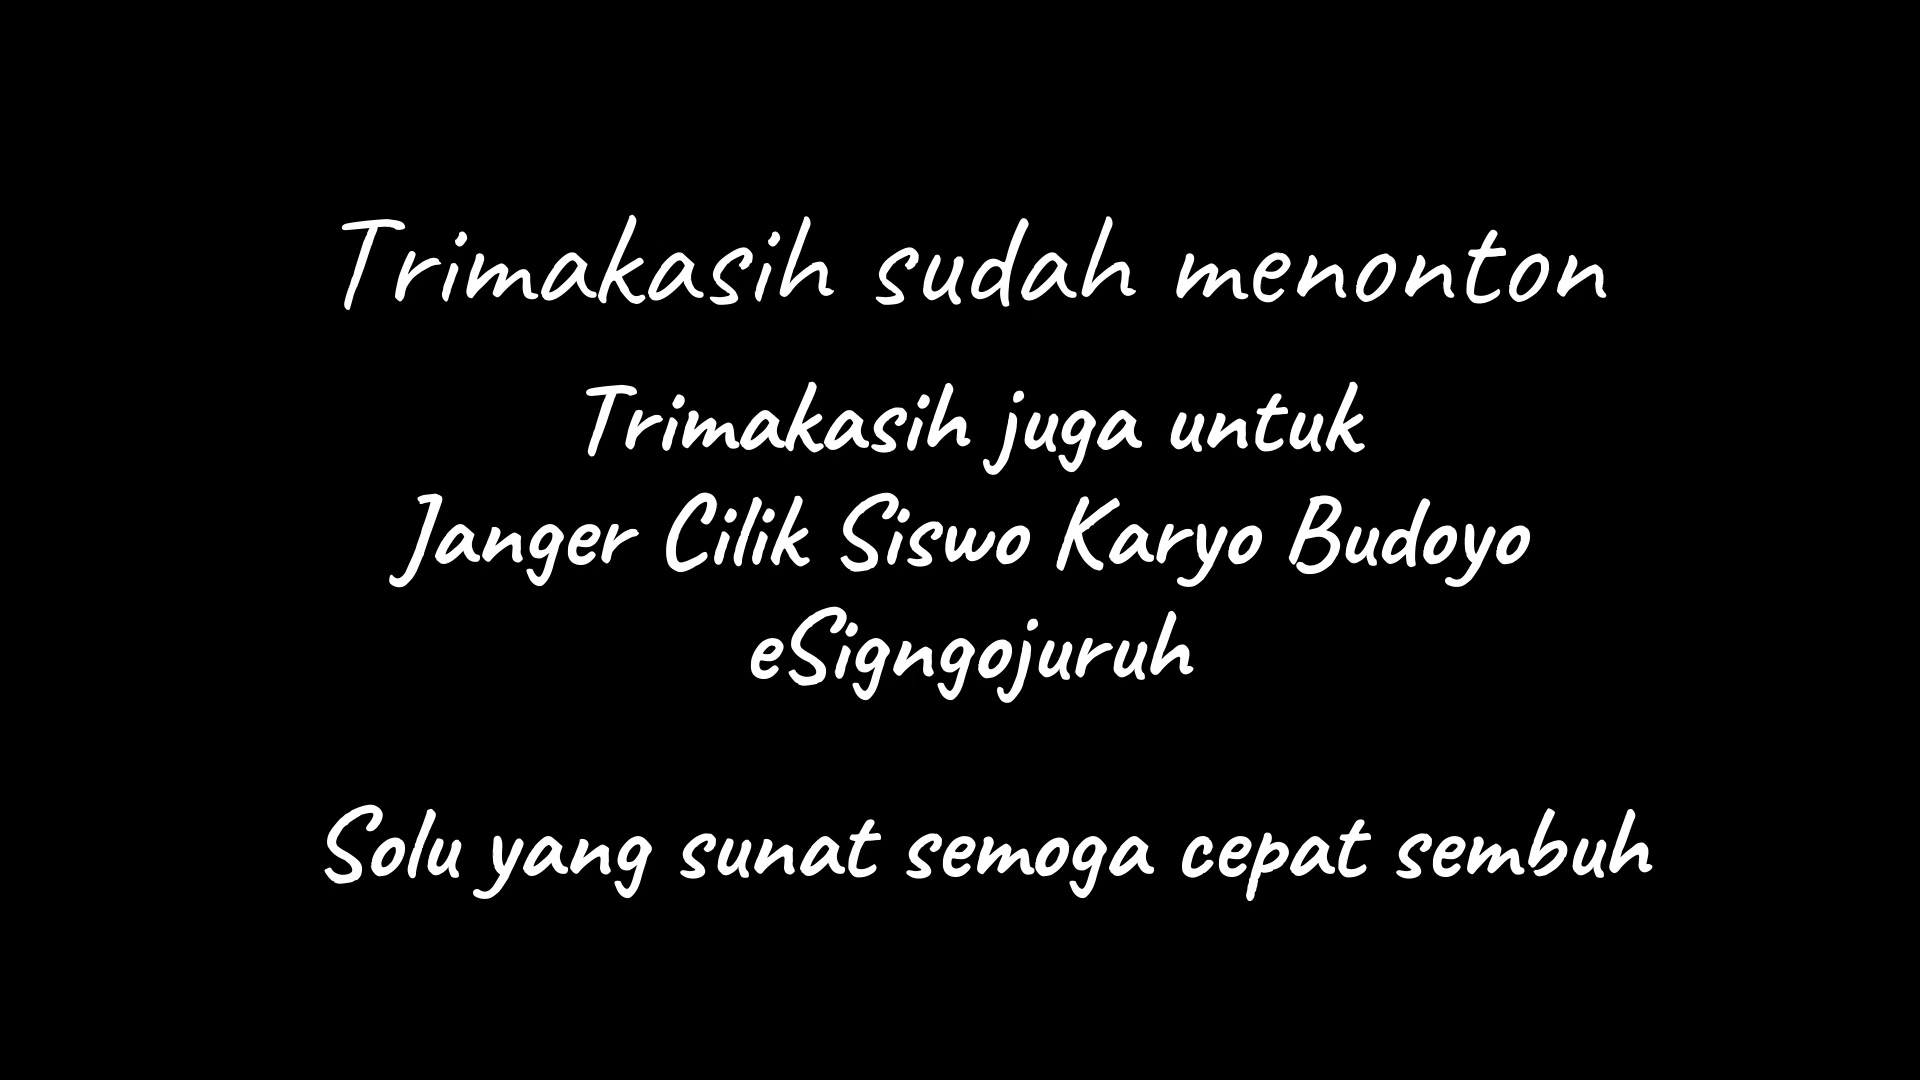 Trimakasih sudah menonton
Trimakasih juga untuk
Janger Cilik Siswo Karyo Budoyo
eSigngojuruh
Solu yang sunat semoga cepat sembuh